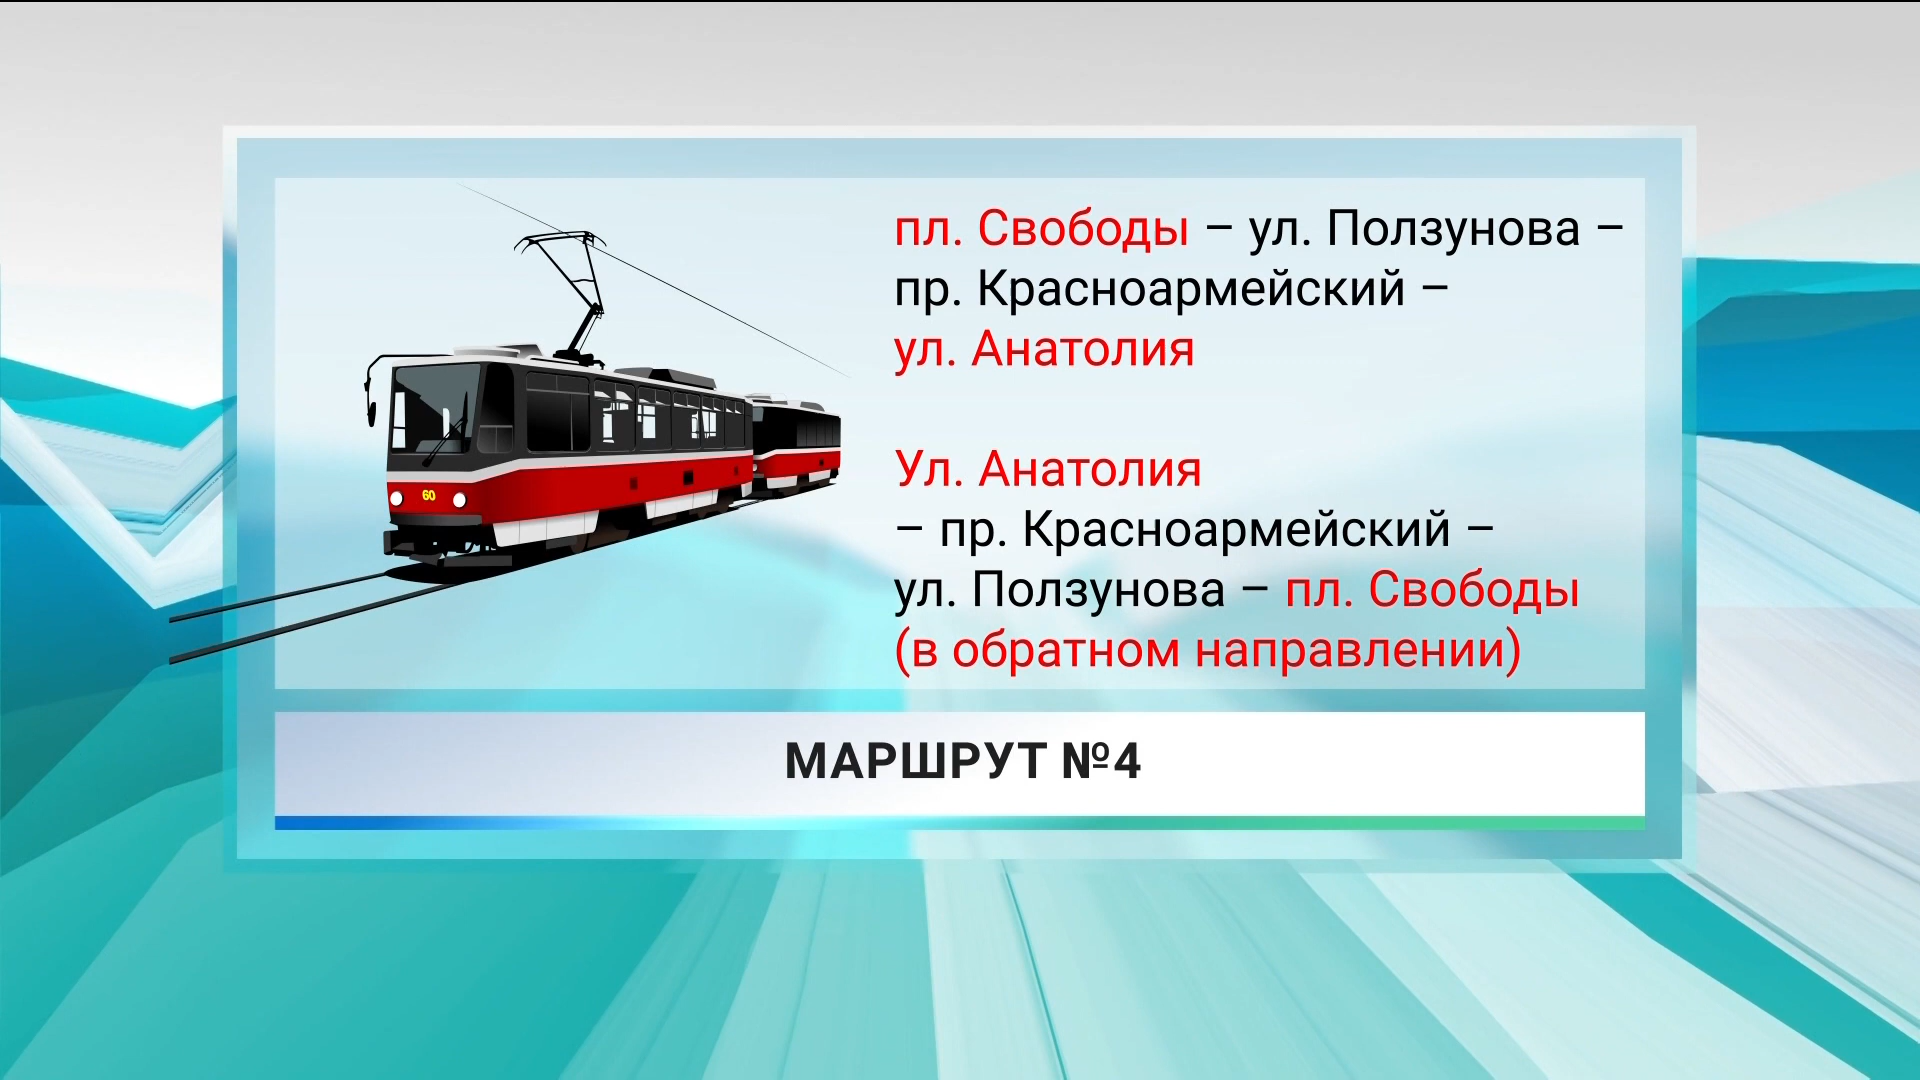 пл. Свободы – ул. Ползунова –
пр. Красноармейский –
ул. Анатолия
Ул. Анатолия
– пр. Красноармейский –
ул. Ползунова – пл. Свободы
(в обратном направлении)
60
МАРШРУТ №4